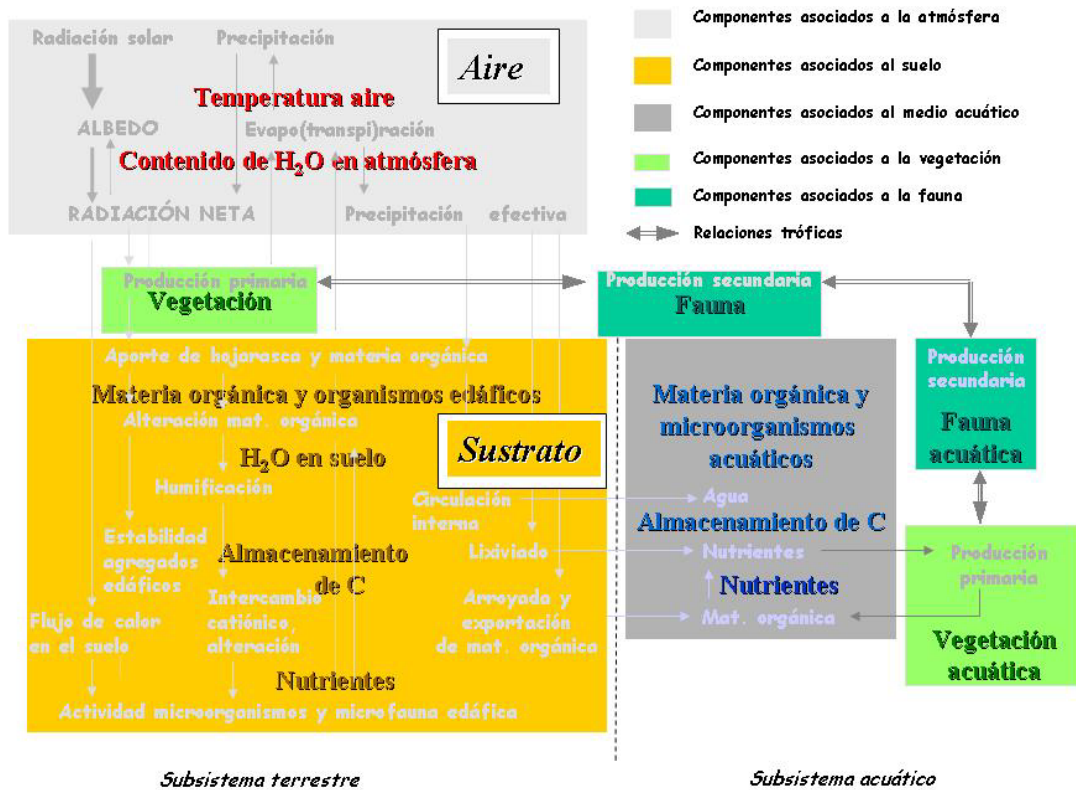 Radiación solar
Precipitación
Aire
Temperatura aire
ALBEDO
Evapo(transpi)ración
Contenido de H₂O en atmósfera
RADIACIÓN NETA
Precipitación efectiva
Componentes asociados a la atmósfera
Componentes asociados al suelo
Componentes asociados al medio acuático
Componentes asociados a la vegetación
Componentes asociados a la fauna
Relaciones tróficas
Producción primaria
Vegetación
Producción secundaria
Fauna
Aporte de hojarasca y materia orgánica
Materia orgánica y organismos edáficos
Alteración mat. orgánica
H₂O en suelo
Sustrato
Humificación
Circulación
interna
Estabilidad
agregados
edáficos
Almacenamiento
de C
Lixiviado
Intercambio
catiónico,
alteración
Arroyada y
exportación
de mat. orgánica
Flujo de calor
en el suelo
Nutrientes
Actividad microorganismos y microfauna edáfica
Materia orgánica y
microorganismos
acuáticos
Agua
Almacenamiento de C
Nutrientes
Nutrientes
Mat. orgánica
Producción
secundaria
Fauna
acuática
Producción
primaria
Vegetación
acuática
Subsistema terrestre
Subsistema acuático